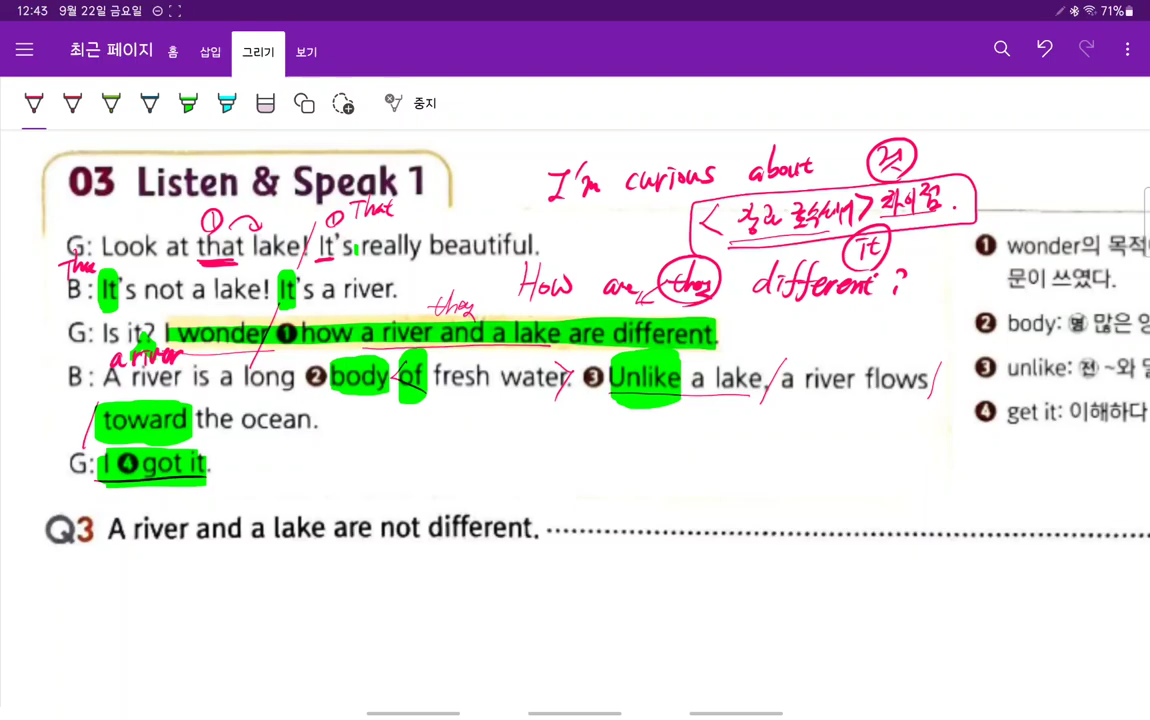 12:43 9월 22일 금요일 71%
최근 페이지 홈 삽입 그리기 보기
중지
03 Listen & Speak 1
I'm curious about 것
< 강과 호수의 > 차이점.
① ① That
G: Look at that lake! It's really beautiful.
it
The
B: It's not a lake! It's a river.
How are they different?
they
G: Is it? I wonder ❶ how a river and a lake are different.
a river
B: A river is a long ❷ body <of fresh water.> ❸ Unlike a lake, a river flows
toward the ocean.
G: I ❹ got it.
❶ wonder의 목적
문이 쓰였다.
❷ body: 명 많은 양
❸ unlike: 전 ~와 달
❹ get it: 이해하다
Q3 A river and a lake are not different.